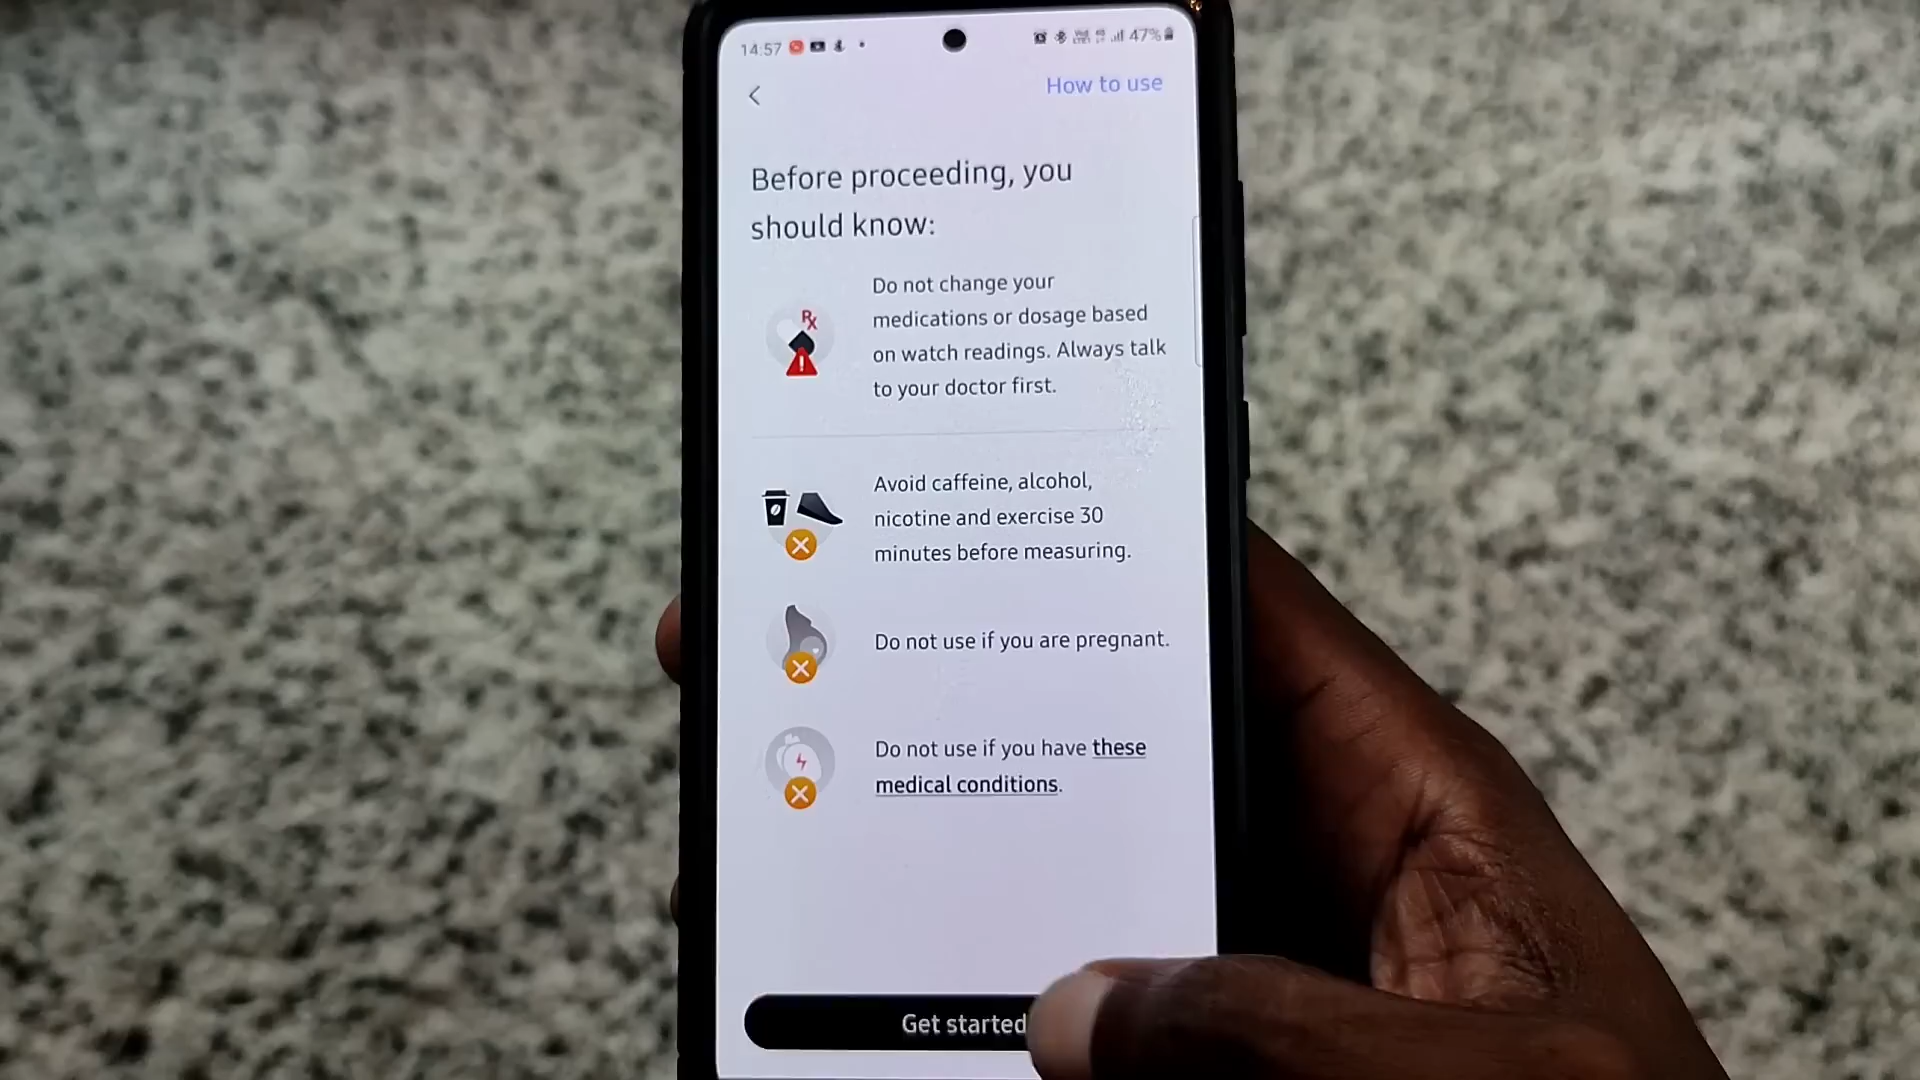 14:57
47%
How to use
Before proceeding, you
should know:
Rx
Do not change your
medications or dosage based
on watch readings. Always talk
to your doctor first.
Avoid caffeine, alcohol,
nicotine and exercise 30
minutes before measuring.
Do not use if you are pregnant.
Do not use if you have these
medical conditions.
Get started